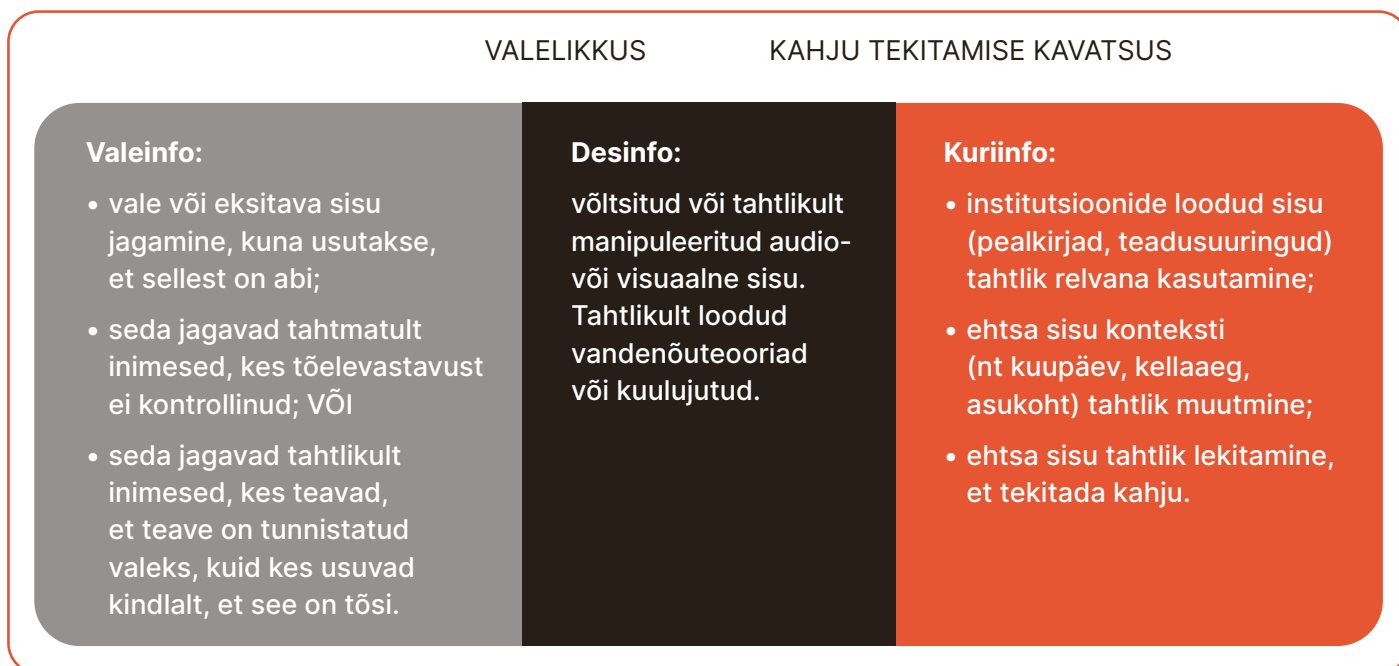 VALELIKKUS
KAHJU TEKITAMISE KAVATSUS
Valeinfo:
• vale või eksitava sisu
jagamine, kuna usutakse,
et sellest on abi;
• seda jagavad tahtmatult
inimesed, kes tõelevastavust
ei kontrollinud; VÕI
• seda jagavad tahtlikult
inimesed, kes teavad,
et teave on tunnistatud
valeks, kuid kes usuvad
kindlalt, et see on tõsi.
Desinfo:
võltsitud või tahtlikult
manipuleeritud audio-
või visuaalne sisu.
Tahtlikult loodud
vandenõuteooriad
või kuulujutud.
Kuriinfo:
• institutsioonide loodud sisu
(pealkirjad, teadusuuringud)
tahtlik relvana kasutamine;
• ehtsa sisu konteksti
(nt kuupäev, kellaaeg,
asukoht) tahtlik muutmine;
• ehtsa sisu tahtlik lekitamine,
et tekitada kahju.